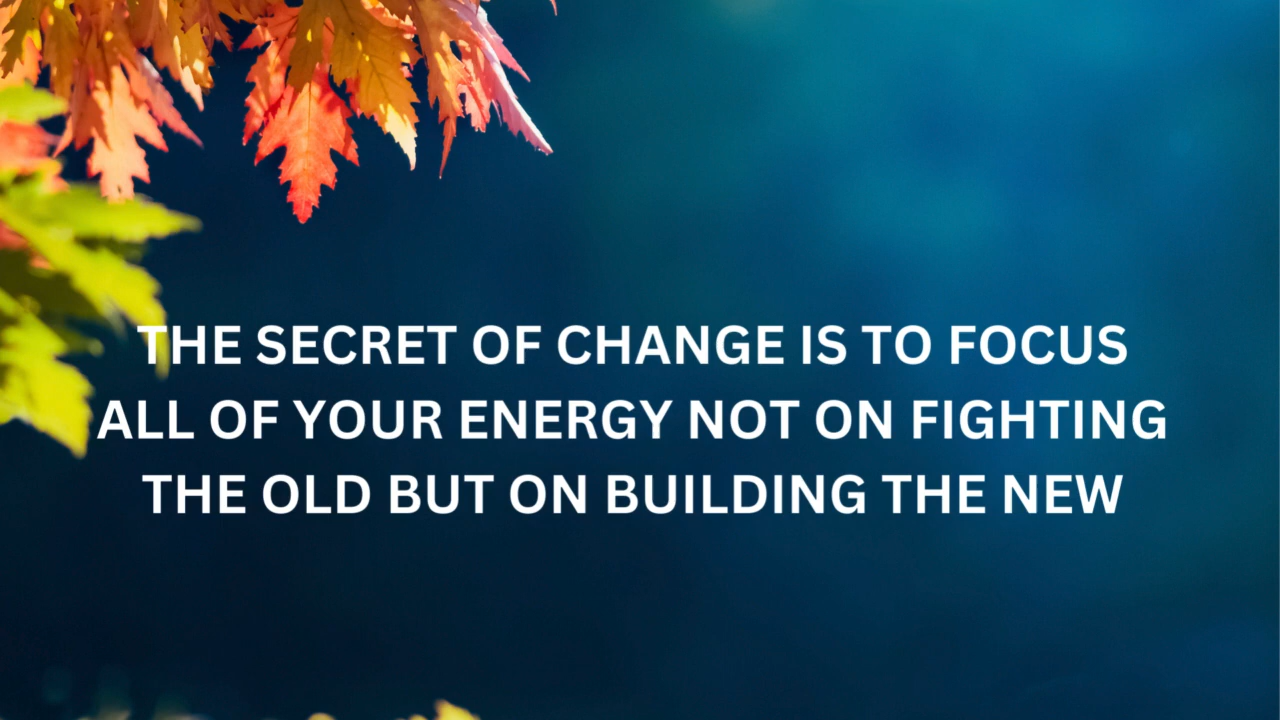 THE SECRET OF CHANGE IS TO FOCUS
ALL OF YOUR ENERGY NOT ON FIGHTING
THE OLD BUT ON BUILDING THE NEW